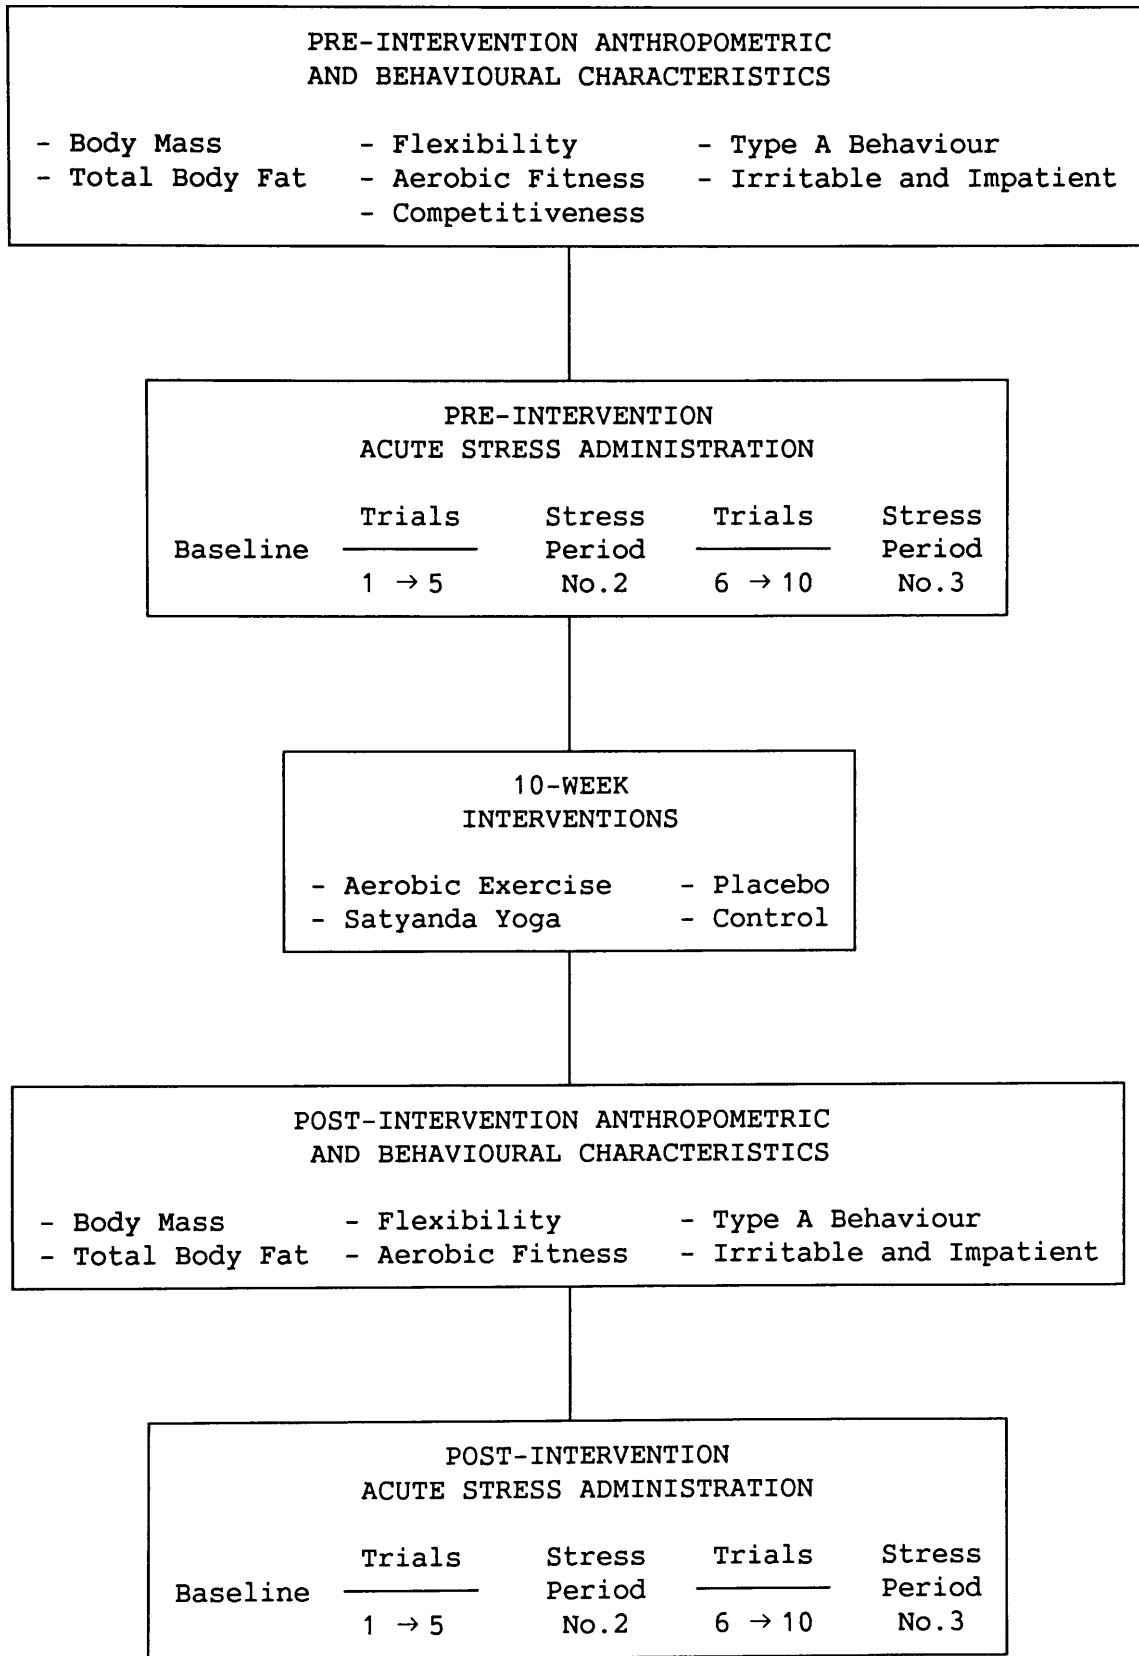 PRE-INTERVENTION ANTHROPOMETRIC
AND BEHAVIOURAL CHARACTERISTICS
- Body Mass - Flexibility - Type A Behaviour
- Total Body Fat - Aerobic Fitness - Irritable and Impatient
- Competitiveness
PRE-INTERVENTION
ACUTE STRESS ADMINISTRATION
Trials Stress Trials Stress
Baseline Period Period
1 → 5 No.2 6 → 10 No.3
10-WEEK
INTERVENTIONS
- Aerobic Exercise - Placebo
- Satyanda Yoga - Control
POST-INTERVENTION ANTHROPOMETRIC
AND BEHAVIOURAL CHARACTERISTICS
- Body Mass - Flexibility - Type A Behaviour
- Total Body Fat - Aerobic Fitness - Irritable and Impatient
POST-INTERVENTION
ACUTE STRESS ADMINISTRATION
Trials Stress Trials Stress
Baseline Period Period
1 → 5 No.2 6 → 10 No.3